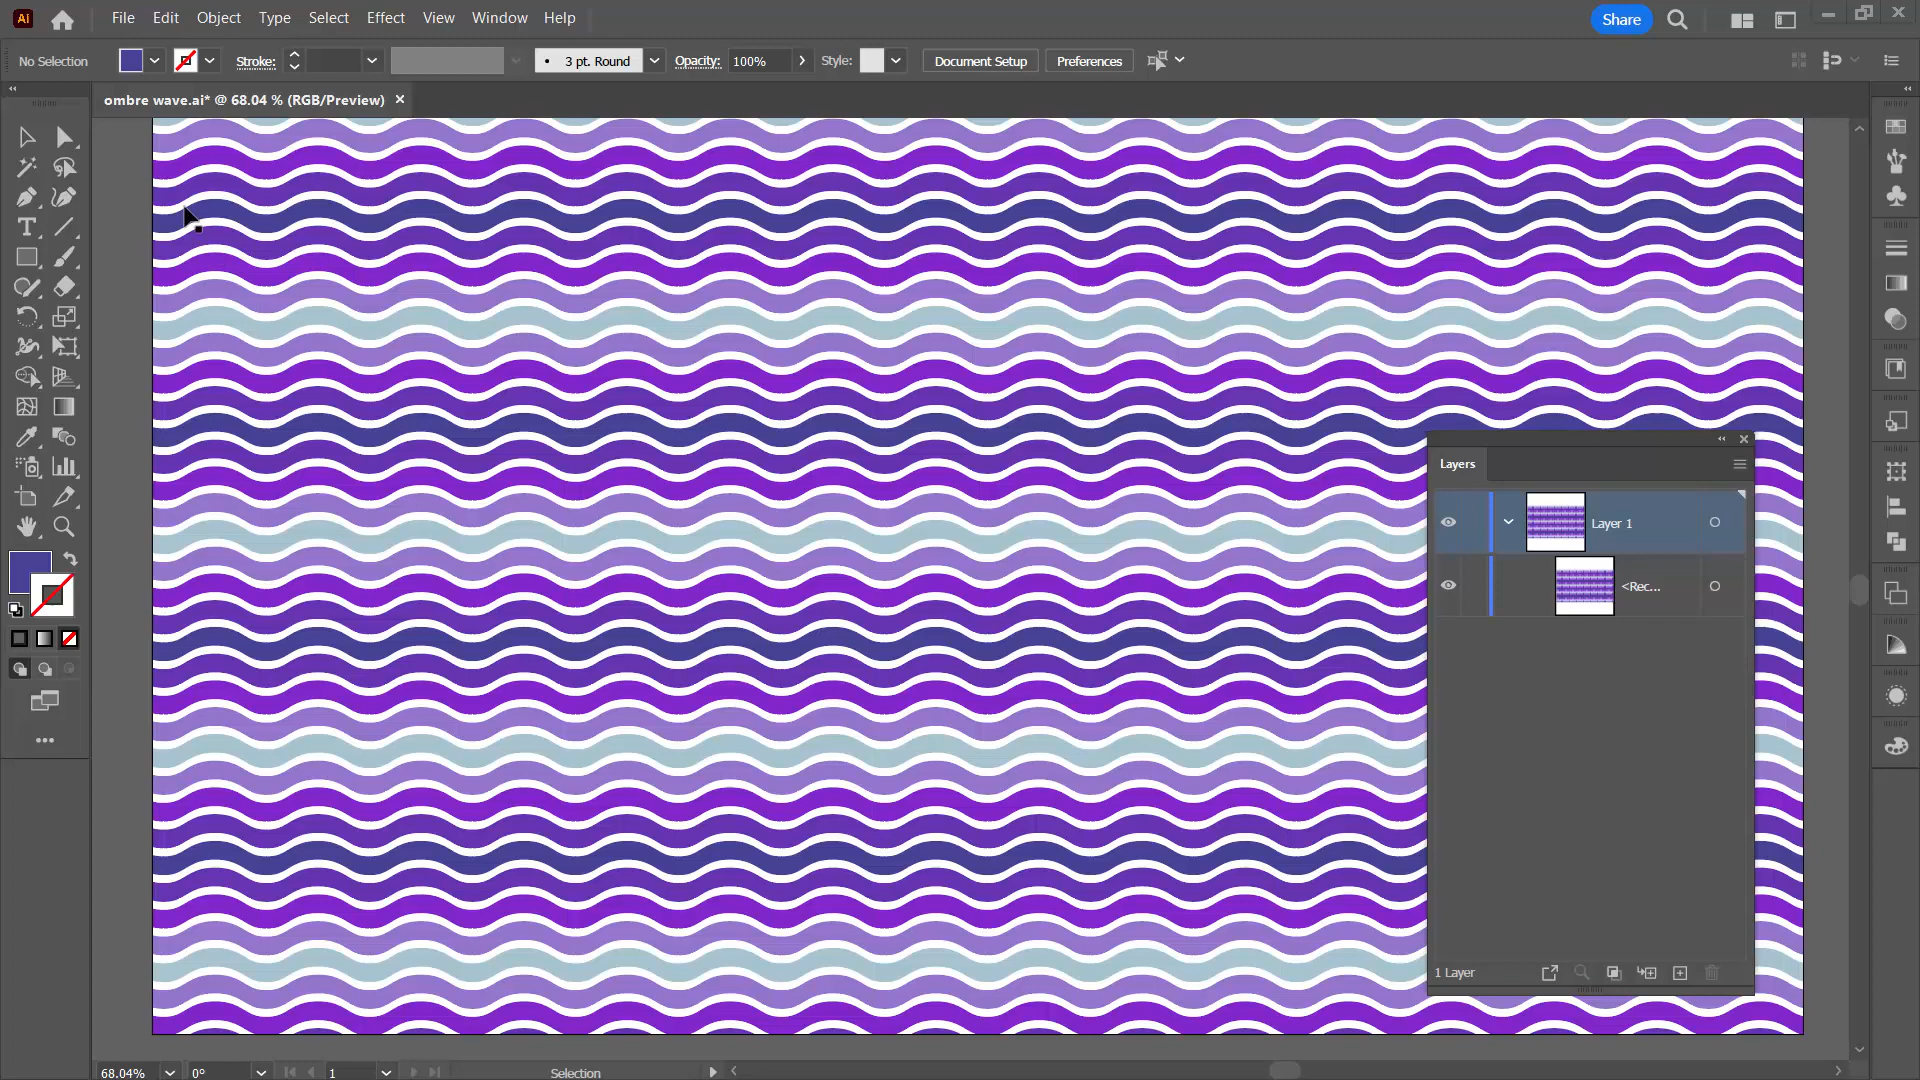 Ai File Edit Object Type Select Effect View Window Help Share
No Selection Stroke: 3 pt. Round Opacity: 100% Style: Document Setup Preferences
ombre wave.ai* @ 68.04 % (RGB/Preview)
Layers
Layer 1
<Rec...
1 Layer
68.04% 0° 1 Selection